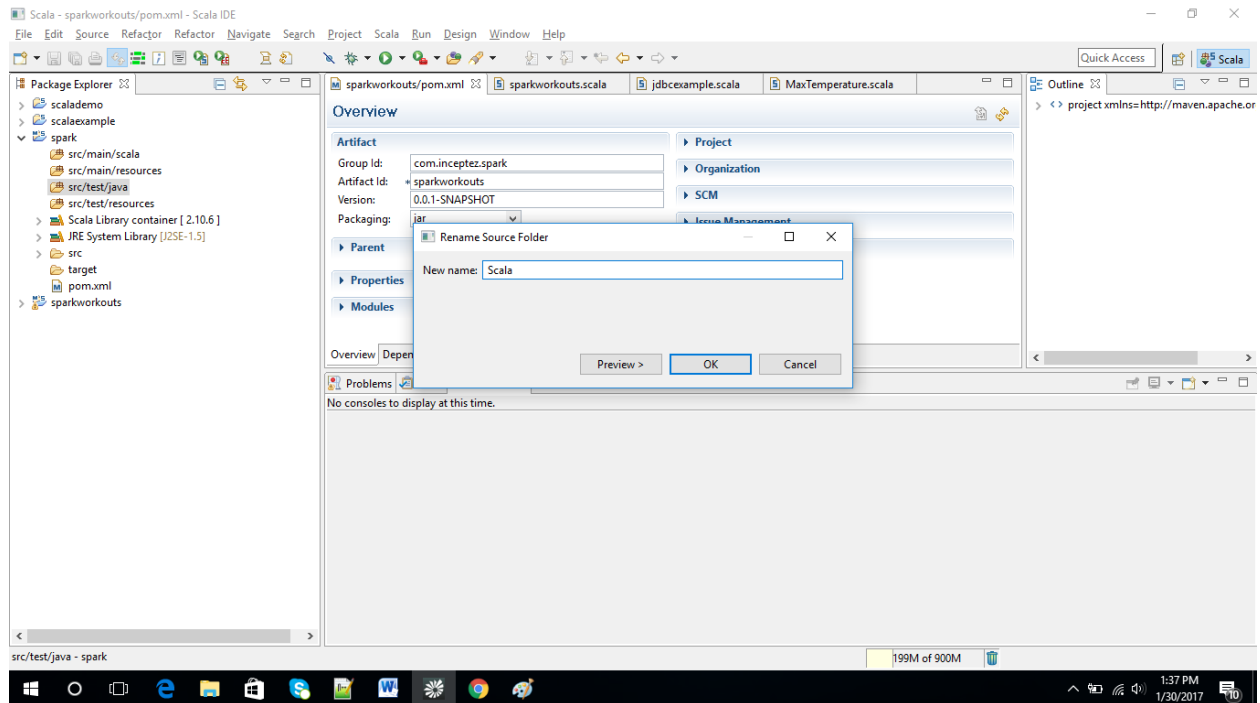 Scala - sparkworkouts/pom.xml - Scala IDE
File Edit Source Refactor Refactor Navigate Search Project Scala Run Design Window Help
Quick Access
Scala
Package Explorer
scalademo
scalaexample
spark
src/main/scala
src/main/resources
src/test/java
src/test/resources
Scala Library container [ 2.10.6 ]
JRE System Library [J2SE-1.5]
src
target
pom.xml
sparkworkouts
sparkworkouts/pom.xml
sparkworkouts.scala
jdbcexample.scala
MaxTemperature.scala
Overview
Artifact
Group Id: com.inceptez.spark
Artifact Id: * sparkworkouts
Version: 0.0.1-SNAPSHOT
Packaging: jar
Parent
Properties
Modules
Project
Organization
SCM
Issue Management
Overview Depen
Rename Source Folder
New name: Scala
Preview >
OK
Cancel
Outline
project xmlns=http://maven.apache.or
Problems
No consoles to display at this time.
src/test/java - spark
199M of 900M
1:37 PM
1/30/2017
10